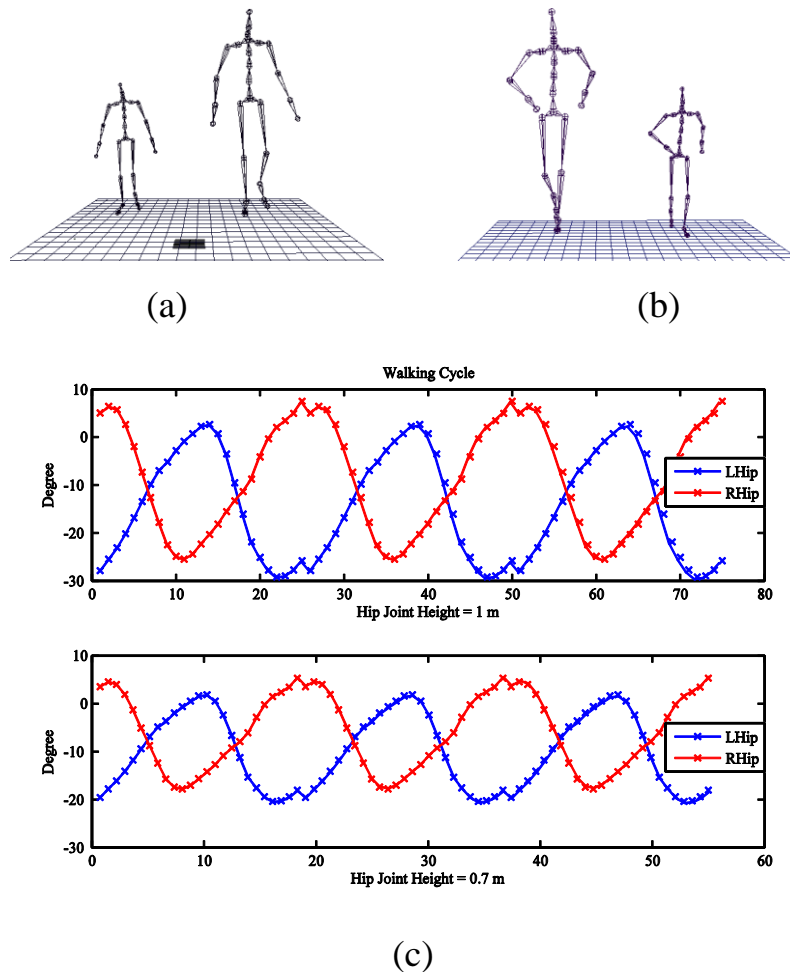 (a)
(b)
Walking Cycle
10
0
-10
-20
-30
Degree
LHip
RHip
0 10 20 30 40 50 60 70 80
Hip Joint Height = 1 m
10
0
-10
-20
-30
Degree
LHip
RHip
0 10 20 30 40 50 60
Hip Joint Height = 0.7 m
(c)